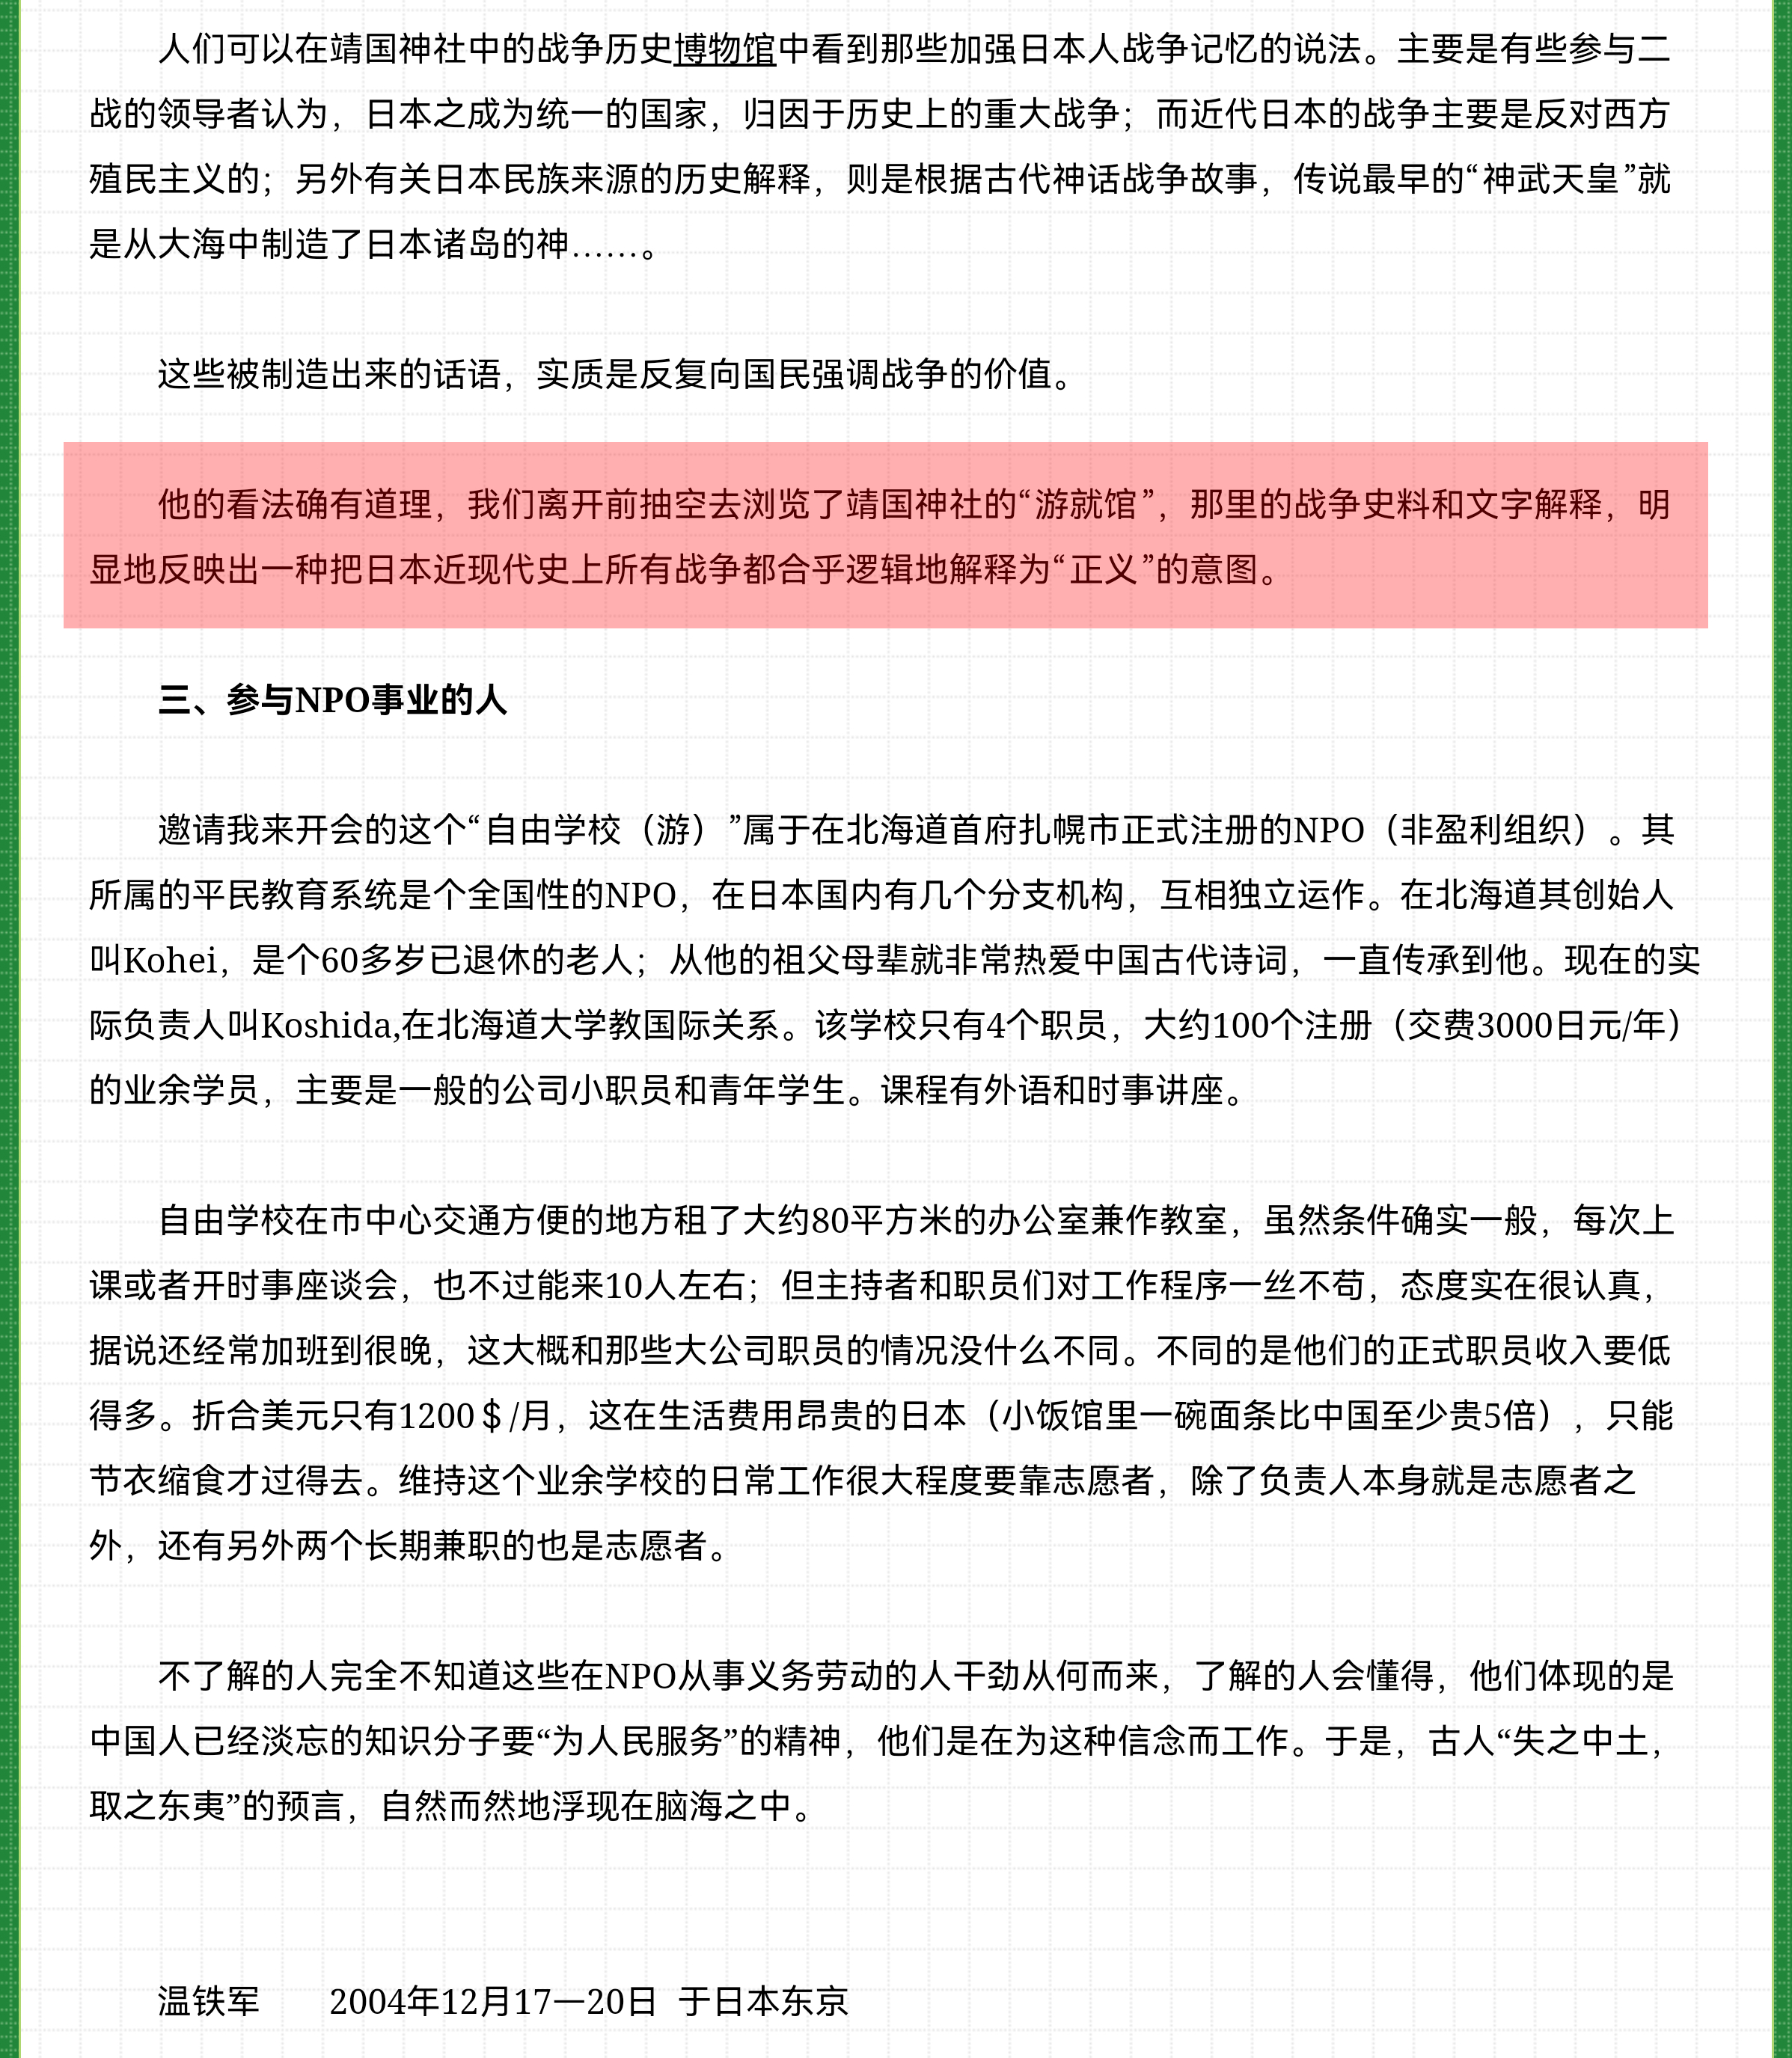 人们可以在靖国神社中的战争历史博物馆中看到那些加强日本人战争记忆的说法。主要是有些参与二
战的领导者认为，日本之成为统一的国家，归因于历史上的重大战争；而近代日本的战争主要是反对西方
殖民主义的；另外有关日本民族来源的历史解释，则是根据古代神话战争故事，传说最早的“神武天皇”就
是从大海中制造了日本诸岛的神……。
这些被制造出来的话语，实质是反复向国民强调战争的价值。
他的看法确有道理，我们离开前抽空去浏览了靖国神社的“游就馆”，那里的战争史料和文字解释，明
显地反映出一种把日本近现代史上所有战争都合乎逻辑地解释为“正义”的意图。
三、参与NPO事业的人
邀请我来开会的这个“自由学校（游）”属于在北海道首府扎幌市正式注册的NPO（非盈利组织）。其
所属的平民教育系统是个全国性的NPO，在日本国内有几个分支机构，互相独立运作。在北海道其创始人
叫Kohei，是个60多岁已退休的老人；从他的祖父母辈就非常热爱中国古代诗词，一直传承到他。现在的实
际负责人叫Koshida,在北海道大学教国际关系。该学校只有4个职员，大约100个注册（交费3000日元/年）
的业余学员，主要是一般的公司小职员和青年学生。课程有外语和时事讲座。
自由学校在市中心交通方便的地方租了大约80平方米的办公室兼作教室，虽然条件确实一般，每次上
课或者开时事座谈会，也不过能来10人左右；但主持者和职员们对工作程序一丝不苟，态度实在很认真，
据说还经常加班到很晚，这大概和那些大公司职员的情况没什么不同。不同的是他们的正式职员收入要低
得多。折合美元只有1200＄/月，这在生活费用昂贵的日本（小饭馆里一碗面条比中国至少贵5倍），只能
节衣缩食才过得去。维持这个业余学校的日常工作很大程度要靠志愿者，除了负责人本身就是志愿者之
外，还有另外两个长期兼职的也是志愿者。
不了解的人完全不知道这些在NPO从事义务劳动的人干劲从何而来，了解的人会懂得，他们体现的是
中国人已经淡忘的知识分子要“为人民服务”的精神，他们是在为这种信念而工作。于是，古人“失之中土，
取之东夷”的预言，自然而然地浮现在脑海之中。
温铁军　　2004年12月17—20日 于日本东京